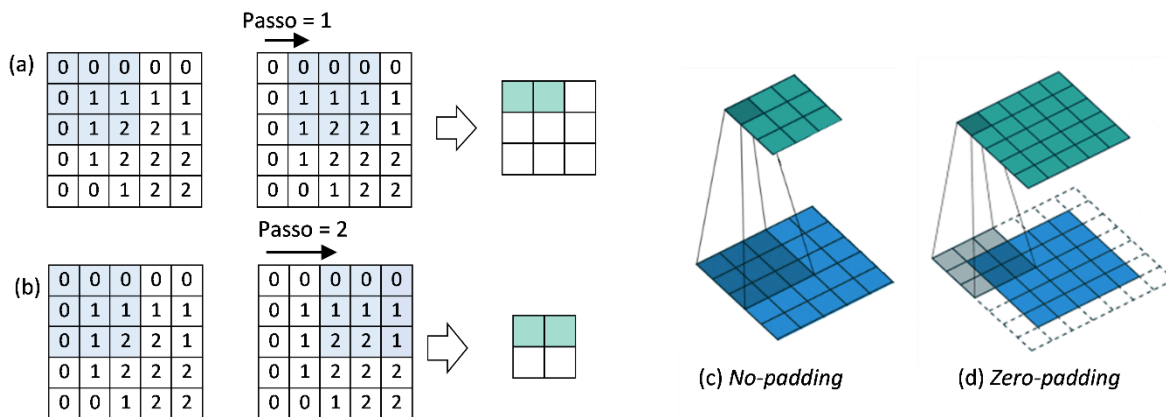 Passo = 1
(a)
0 0 0 0 0 0 0 0 0 0
0 1 1 1 1 0 1 1 1 1
0 1 2 2 1 0 1 2 2 1
0 1 2 2 2 0 1 2 2 2
0 0 1 2 2 0 0 1 2 2
Passo = 2
(b)
0 0 0 0 0 0 0 0 0 0
0 1 1 1 1 0 1 1 1 1
0 1 2 2 1 0 1 2 2 1
0 1 2 2 2 0 1 2 2 2
0 0 1 2 2 0 0 1 2 2
(c) No-padding
(d) Zero-padding